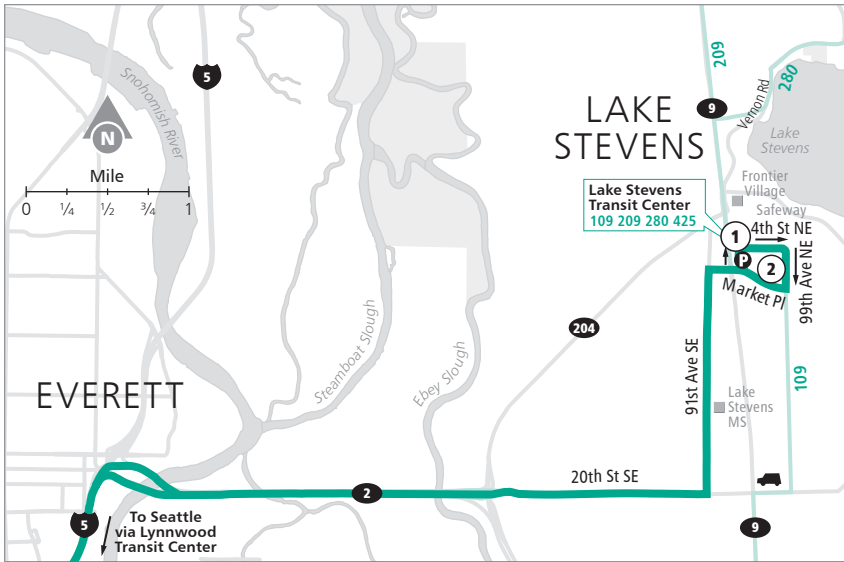 209
5
Snohomish River
N
Mile
0 ¼ ½ ¾ 1
9
Vernon Rd
280
LAKE
STEVENS
Lake
Stevens
Lake Stevens
Transit Center
109 209 280 425
Frontier
Village
Safeway
1
4th St NE
P
2
99th Ave NE
Market Pl
204
Steamboat Slough
Ebey Slough
91st Ave SE
109
EVERETT
Lake
Stevens
MS
20th St SE
2
5
To Seattle
via Lynnwood
Transit Center
9